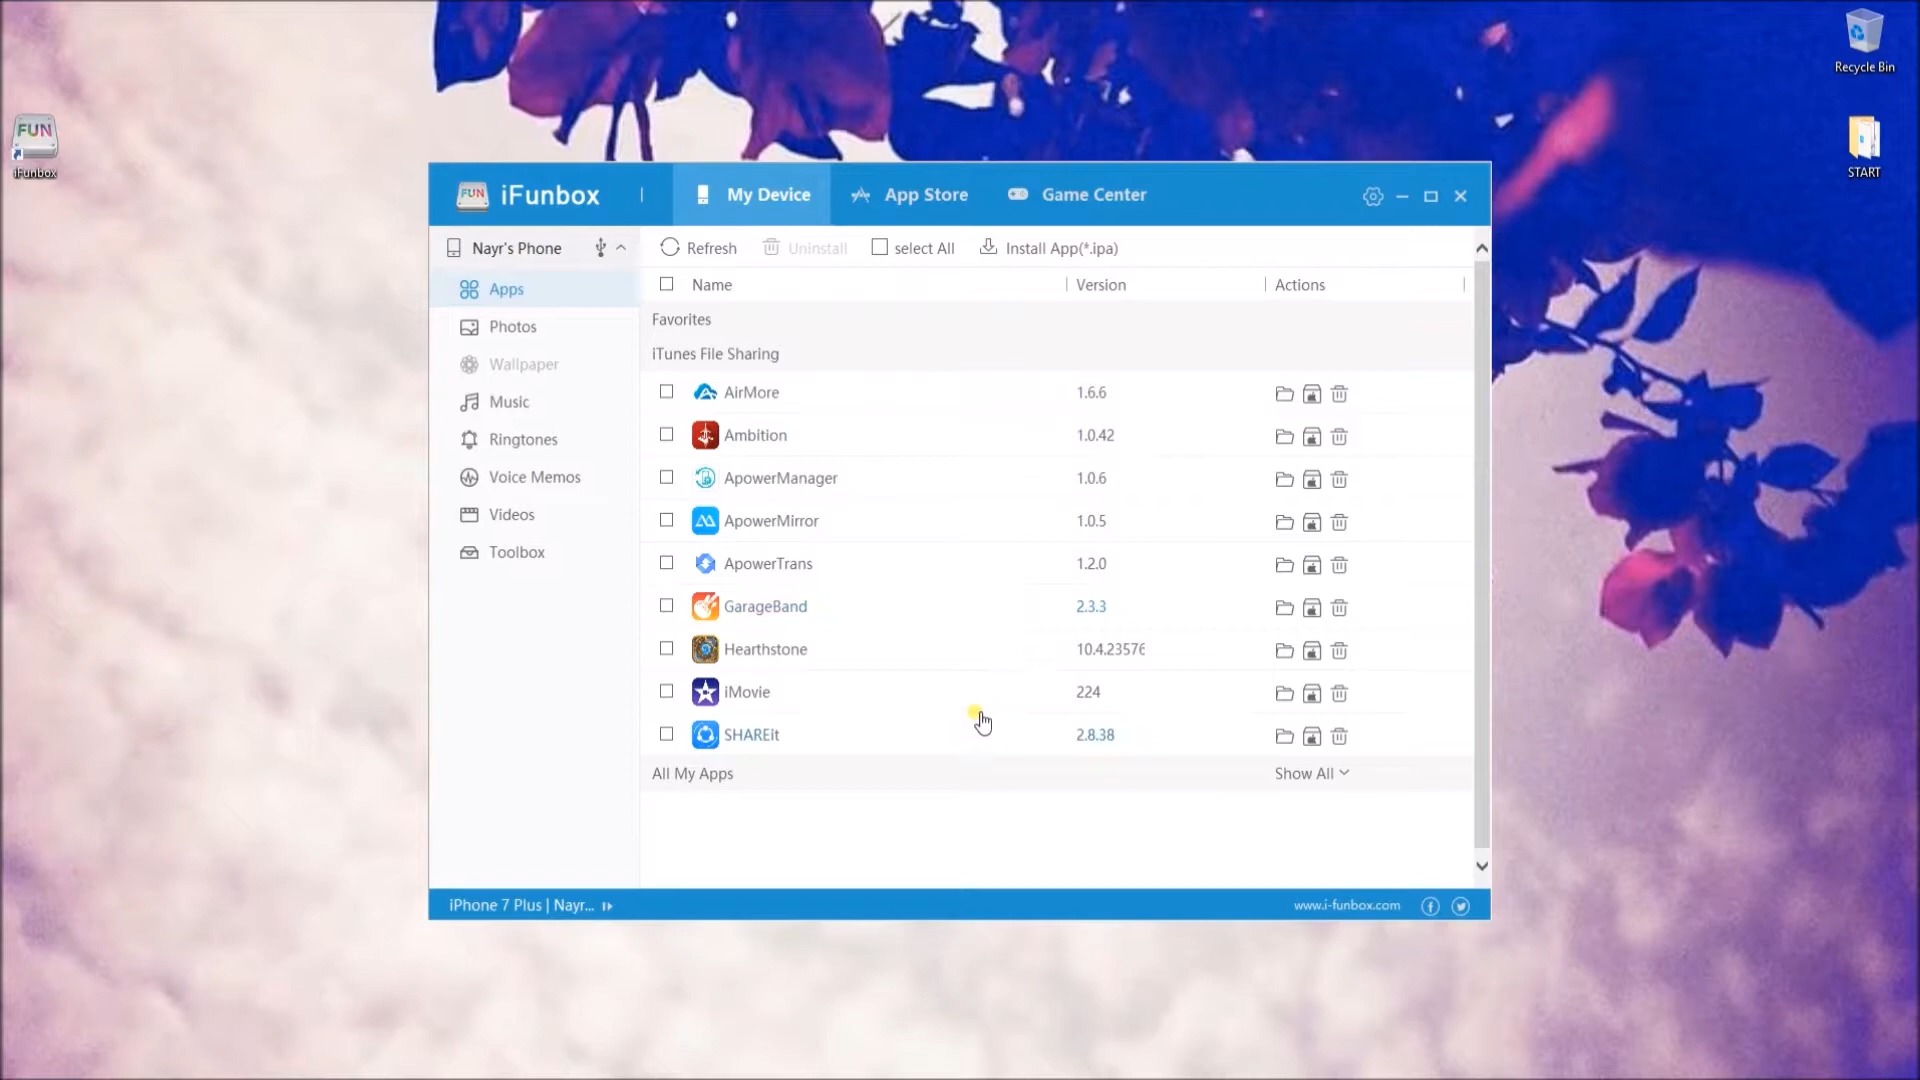 Recycle Bin
FUN
iFunbox
START
FUN iFunbox My Device App Store Game Center
Nayr's Phone
Refresh Uninstall select All Install App(*.ipa)
Apps
Photos
Wallpaper
Music
Ringtones
Voice Memos
Videos
Toolbox
Name Version Actions
Favorites
iTunes File Sharing
AirMore 1.6.6
Ambition 1.0.42
ApowerManager 1.0.6
ApowerMirror 1.0.5
ApowerTrans 1.2.0
GarageBand 2.3.3
Hearthstone 10.4.23576
iMovie 224
SHAREit 2.8.38
All My Apps Show All
iPhone 7 Plus | Nayr... www.i-funbox.com